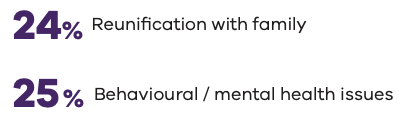 24% Reunification with family
25% Behavioural / mental health issues